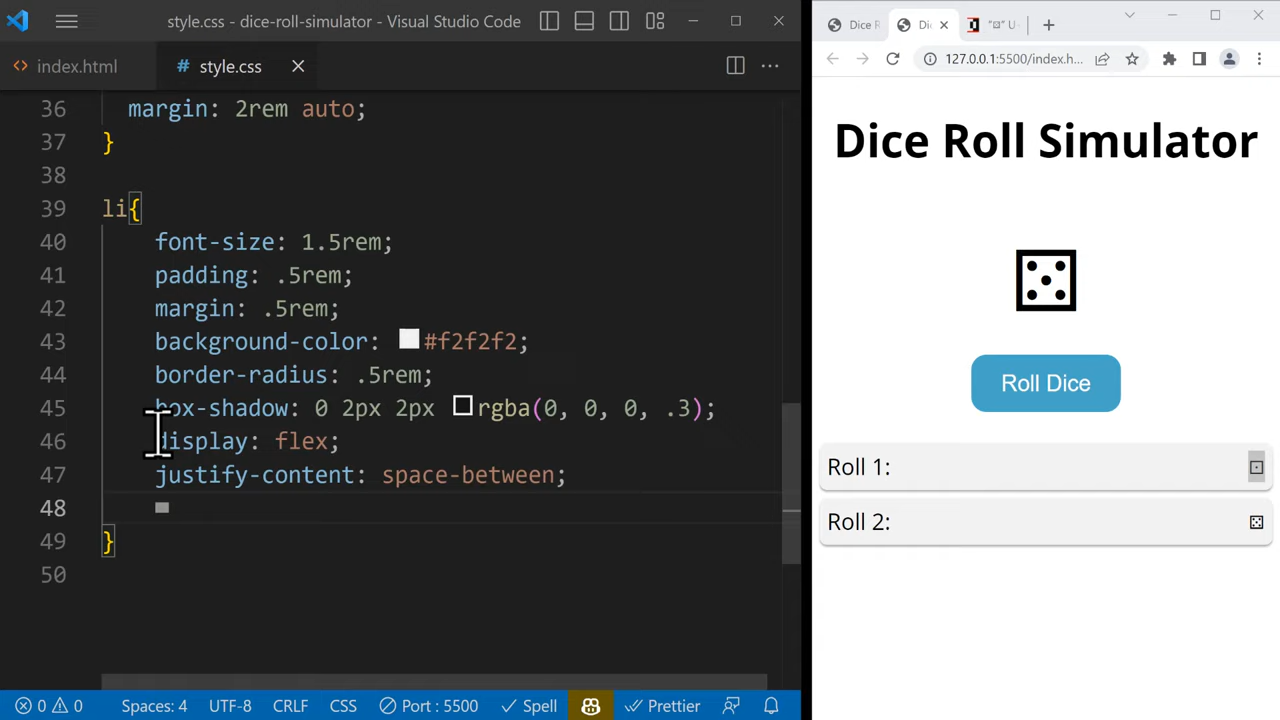 style.css - dice-roll-simulator - Visual Studio Code
index.html
# style.css
36 margin: 2rem auto;
37 }
38
39 li{
40 font-size: 1.5rem;
41 padding: .5rem;
42 margin: .5rem;
43 background-color: #f2f2f2;
44 border-radius: .5rem;
45 box-shadow: 0 2px 2px rgba(0, 0, 0, .3);
46 display: flex;
47 justify-content: space-between;
48
49 }
50
0 0 Spaces: 4 UTF-8 CRLF CSS Port : 5500 Spell Prettier
Dice R
Dic
"⚄" U
127.0.0.1:5500/index.h...
Dice Roll Simulator
Roll Dice
Roll 1: ⚀
Roll 2: ⚄